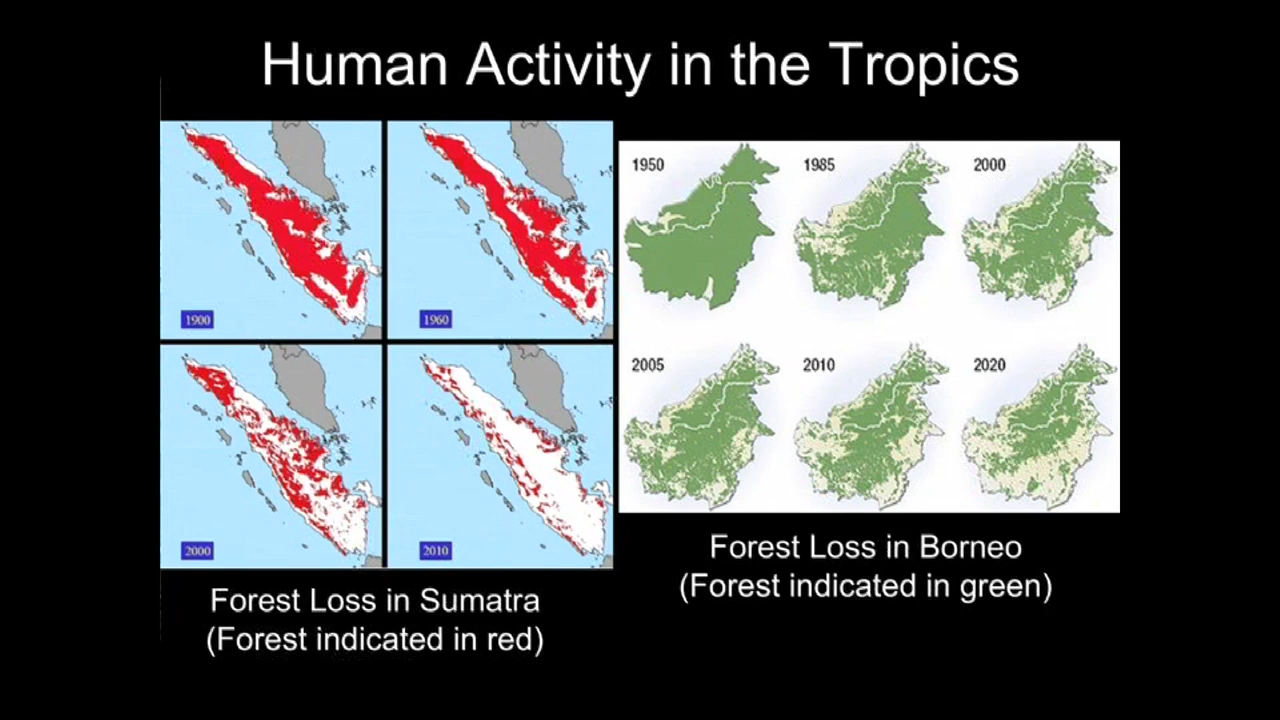 Human Activity in the Tropics
1900
1960
2000
2010
Forest Loss in Sumatra
(Forest indicated in red)
1950
1985
2000
2005
2010
2020
Forest Loss in Borneo
(Forest indicated in green)